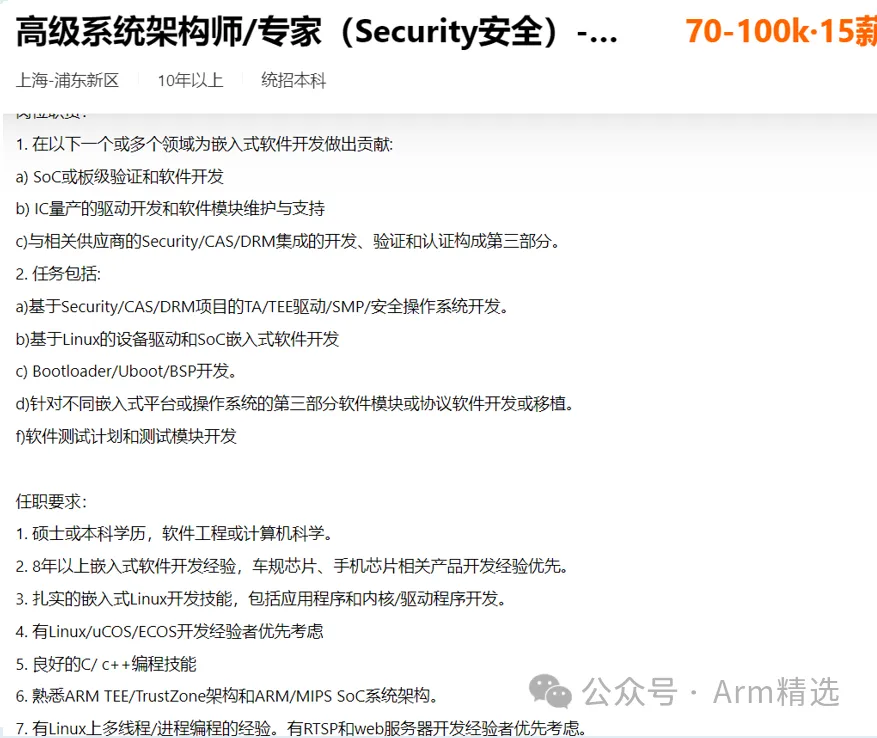 高级系统架构师/专家（Security安全）-...
70-100k·15薪
上海-浦东新区
10年以上
统招本科
岗位职责:
1. 在以下一个或多个领域为嵌入式软件开发做出贡献:
a) SoC或板级验证和软件开发
b) IC量产的驱动开发和软件模块维护与支持
c)与相关供应商的Security/CAS/DRM集成的开发、验证和认证构成第三部分。
2. 任务包括:
a)基于Security/CAS/DRM项目的TA/TEE驱动/SMP/安全操作系统开发。
b)基于Linux的设备驱动和SoC嵌入式软件开发
c) Bootloader/Uboot/BSP开发。
d)针对不同嵌入式平台或操作系统的第三部分软件模块或协议软件开发或移植。
f)软件测试计划和测试模块开发
任职要求:
1. 硕士或本科学历，软件工程或计算机科学。
2. 8年以上嵌入式软件开发经验，车规芯片、手机芯片相关产品开发经验优先。
3. 扎实的嵌入式Linux开发技能，包括应用程序和内核/驱动程序开发。
4. 有Linux/uCOS/ECOS开发经验者优先考虑
5. 良好的C/ c++编程技能
6. 熟悉ARM TEE/TrustZone架构和ARM/MIPS SoC系统架构。
7. 有Linux上多线程/进程编程的经验。有RTSP和web服务器开发经验者优先考虑。
公众号 · Arm精选